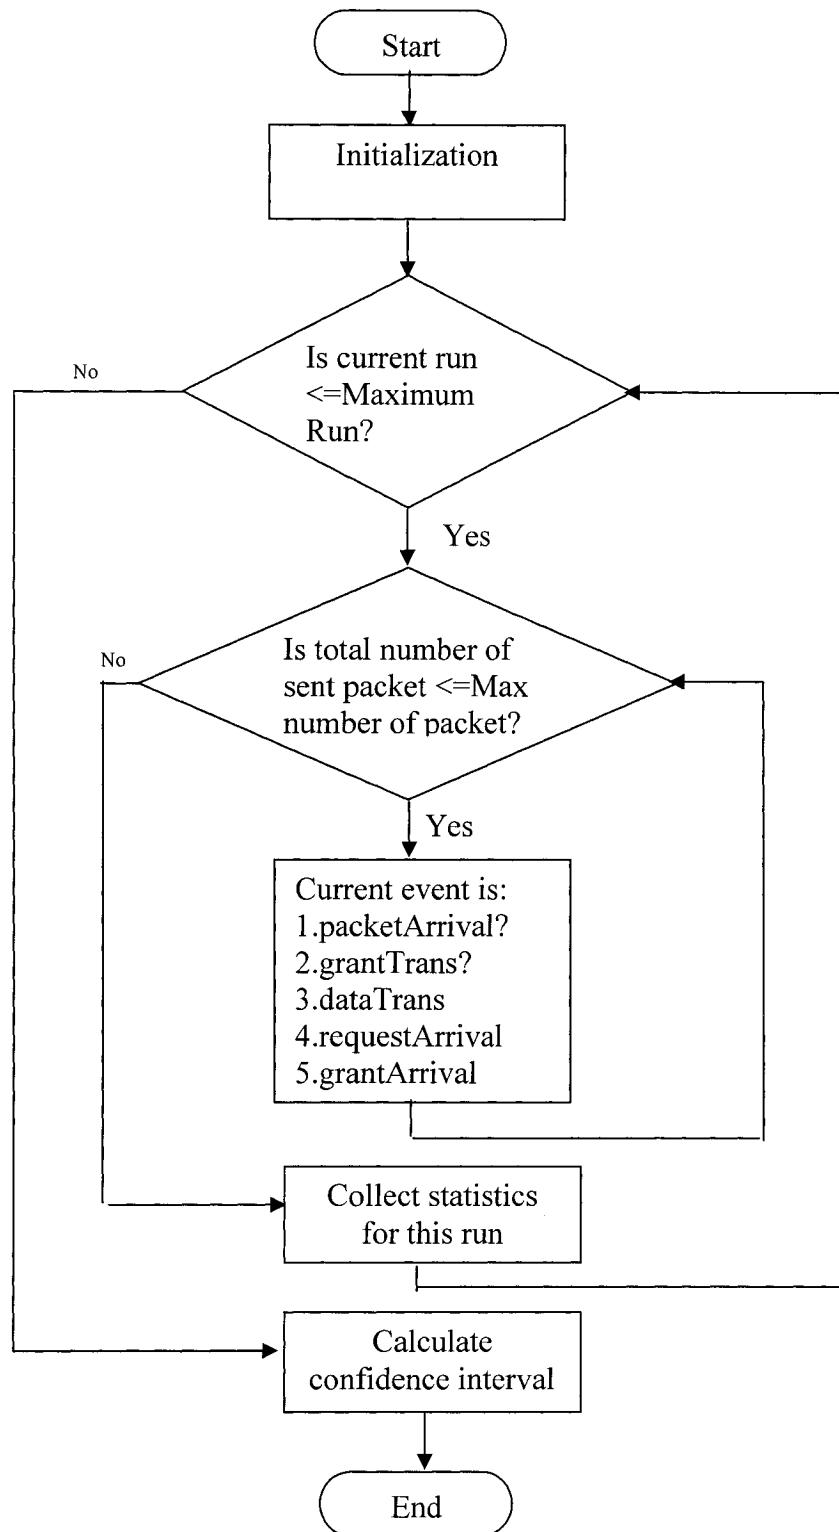 Start
Initialization
Is current run
<=Maximum
Run?
No
Yes
Is total number of
sent packet <=Max
number of packet?
No
Yes
Current event is:
1.packetArrival?
2.grantTrans?
3.dataTrans
4.requestArrival
5.grantArrival
Collect statistics
for this run
Calculate
confidence interval
End